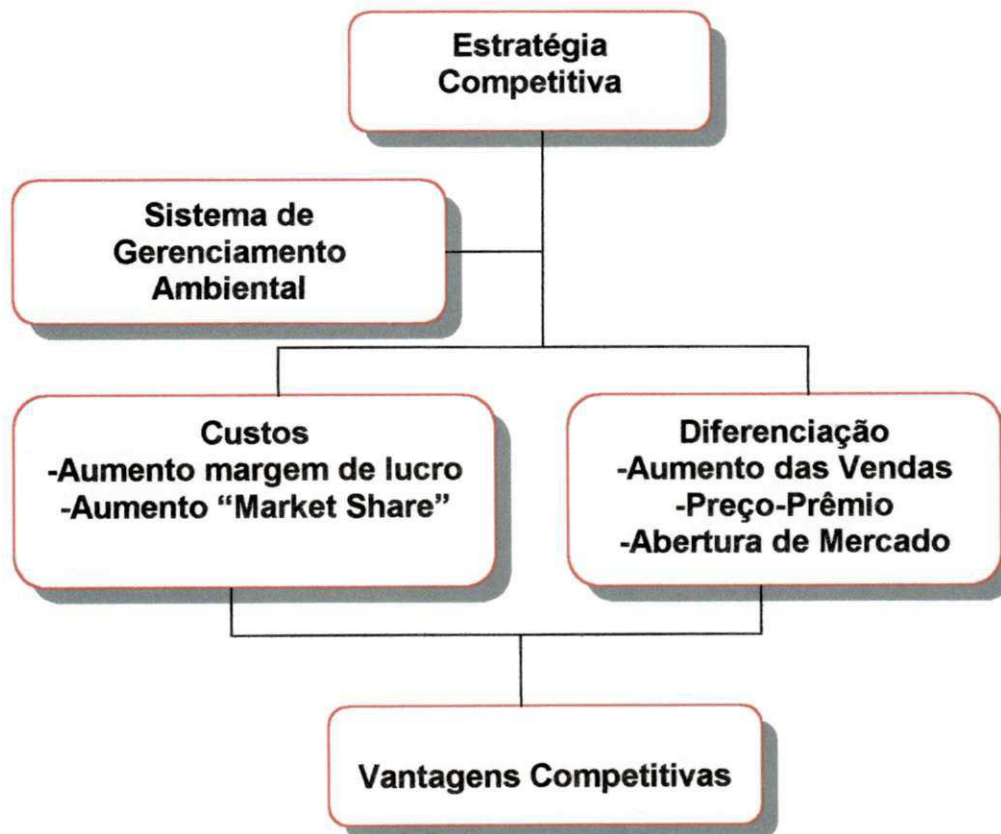 Estratégia
Competitiva
Sistema de
Gerenciamento
Ambiental
Custos
-Aumento margem de lucro
-Aumento “Market Share”
Diferenciação
-Aumento das Vendas
-Preço-Prêmio
-Abertura de Mercado
Vantagens Competitivas